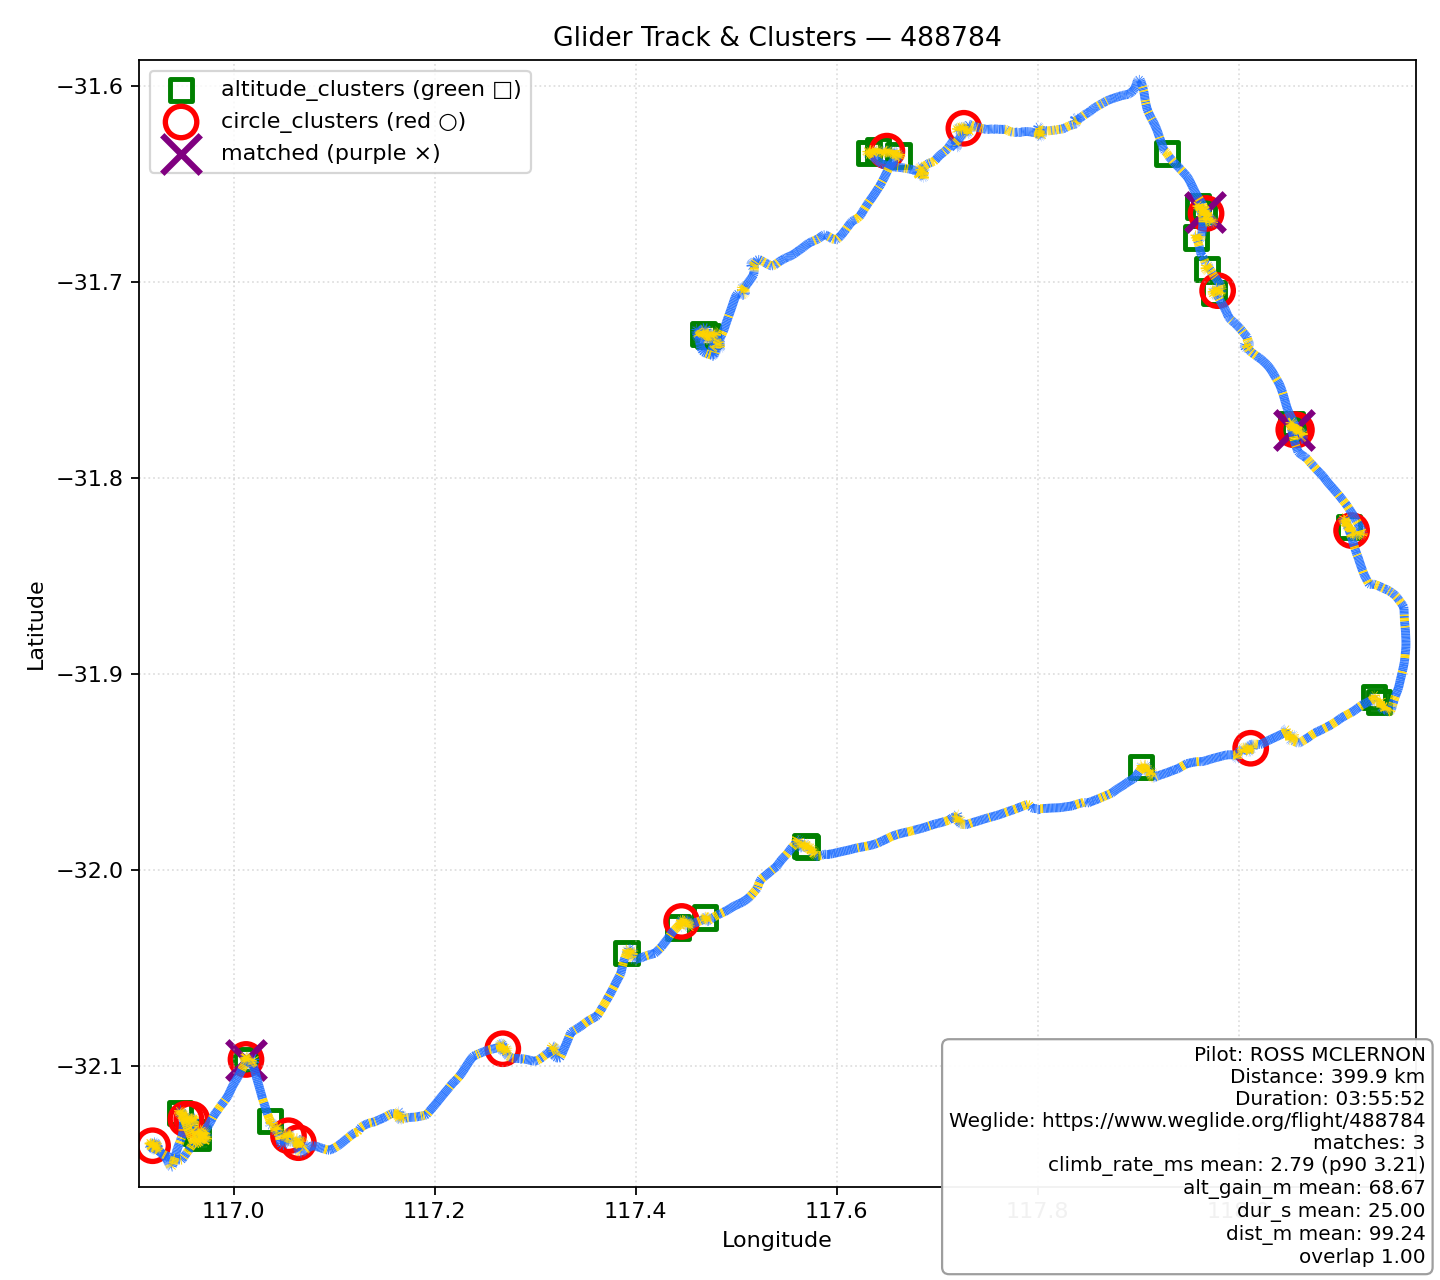 Glider Track & Clusters — 488784
altitude_clusters (green □)
circle_clusters (red ○)
matched (purple ×)
−31.6
−31.7
−31.8
−31.9
−32.0
−32.1
Latitude
117.0
117.2
117.4
117.6
117.8
Longitude
Pilot: ROSS MCLERNON
Distance: 399.9 km
Duration: 03:55:52
Weglide: https://www.weglide.org/flight/488784
matches: 3
climb_rate_ms mean: 2.79 (p90 3.21)
alt_gain_m mean: 68.67
dur_s mean: 25.00
dist_m mean: 99.24
overlap 1.00